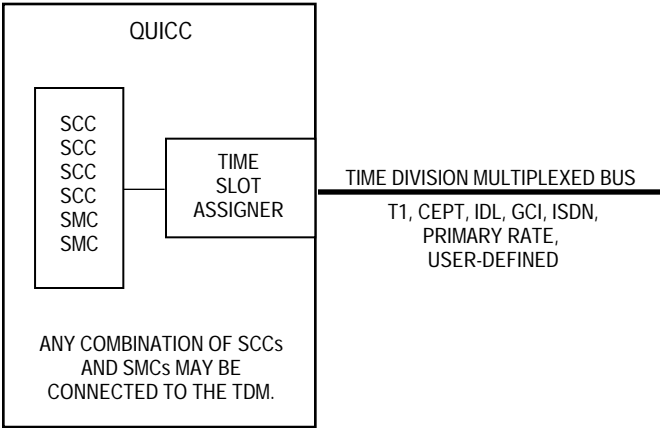 QUICC
SCC
SCC
SCC
SCC
SMC
SMC
TIME
SLOT
ASSIGNER
TIME DIVISION MULTIPLEXED BUS
T1, CEPT, IDL, GCI, ISDN,
PRIMARY RATE,
USER-DEFINED
ANY COMBINATION OF SCCs
AND SMCs MAY BE
CONNECTED TO THE TDM.